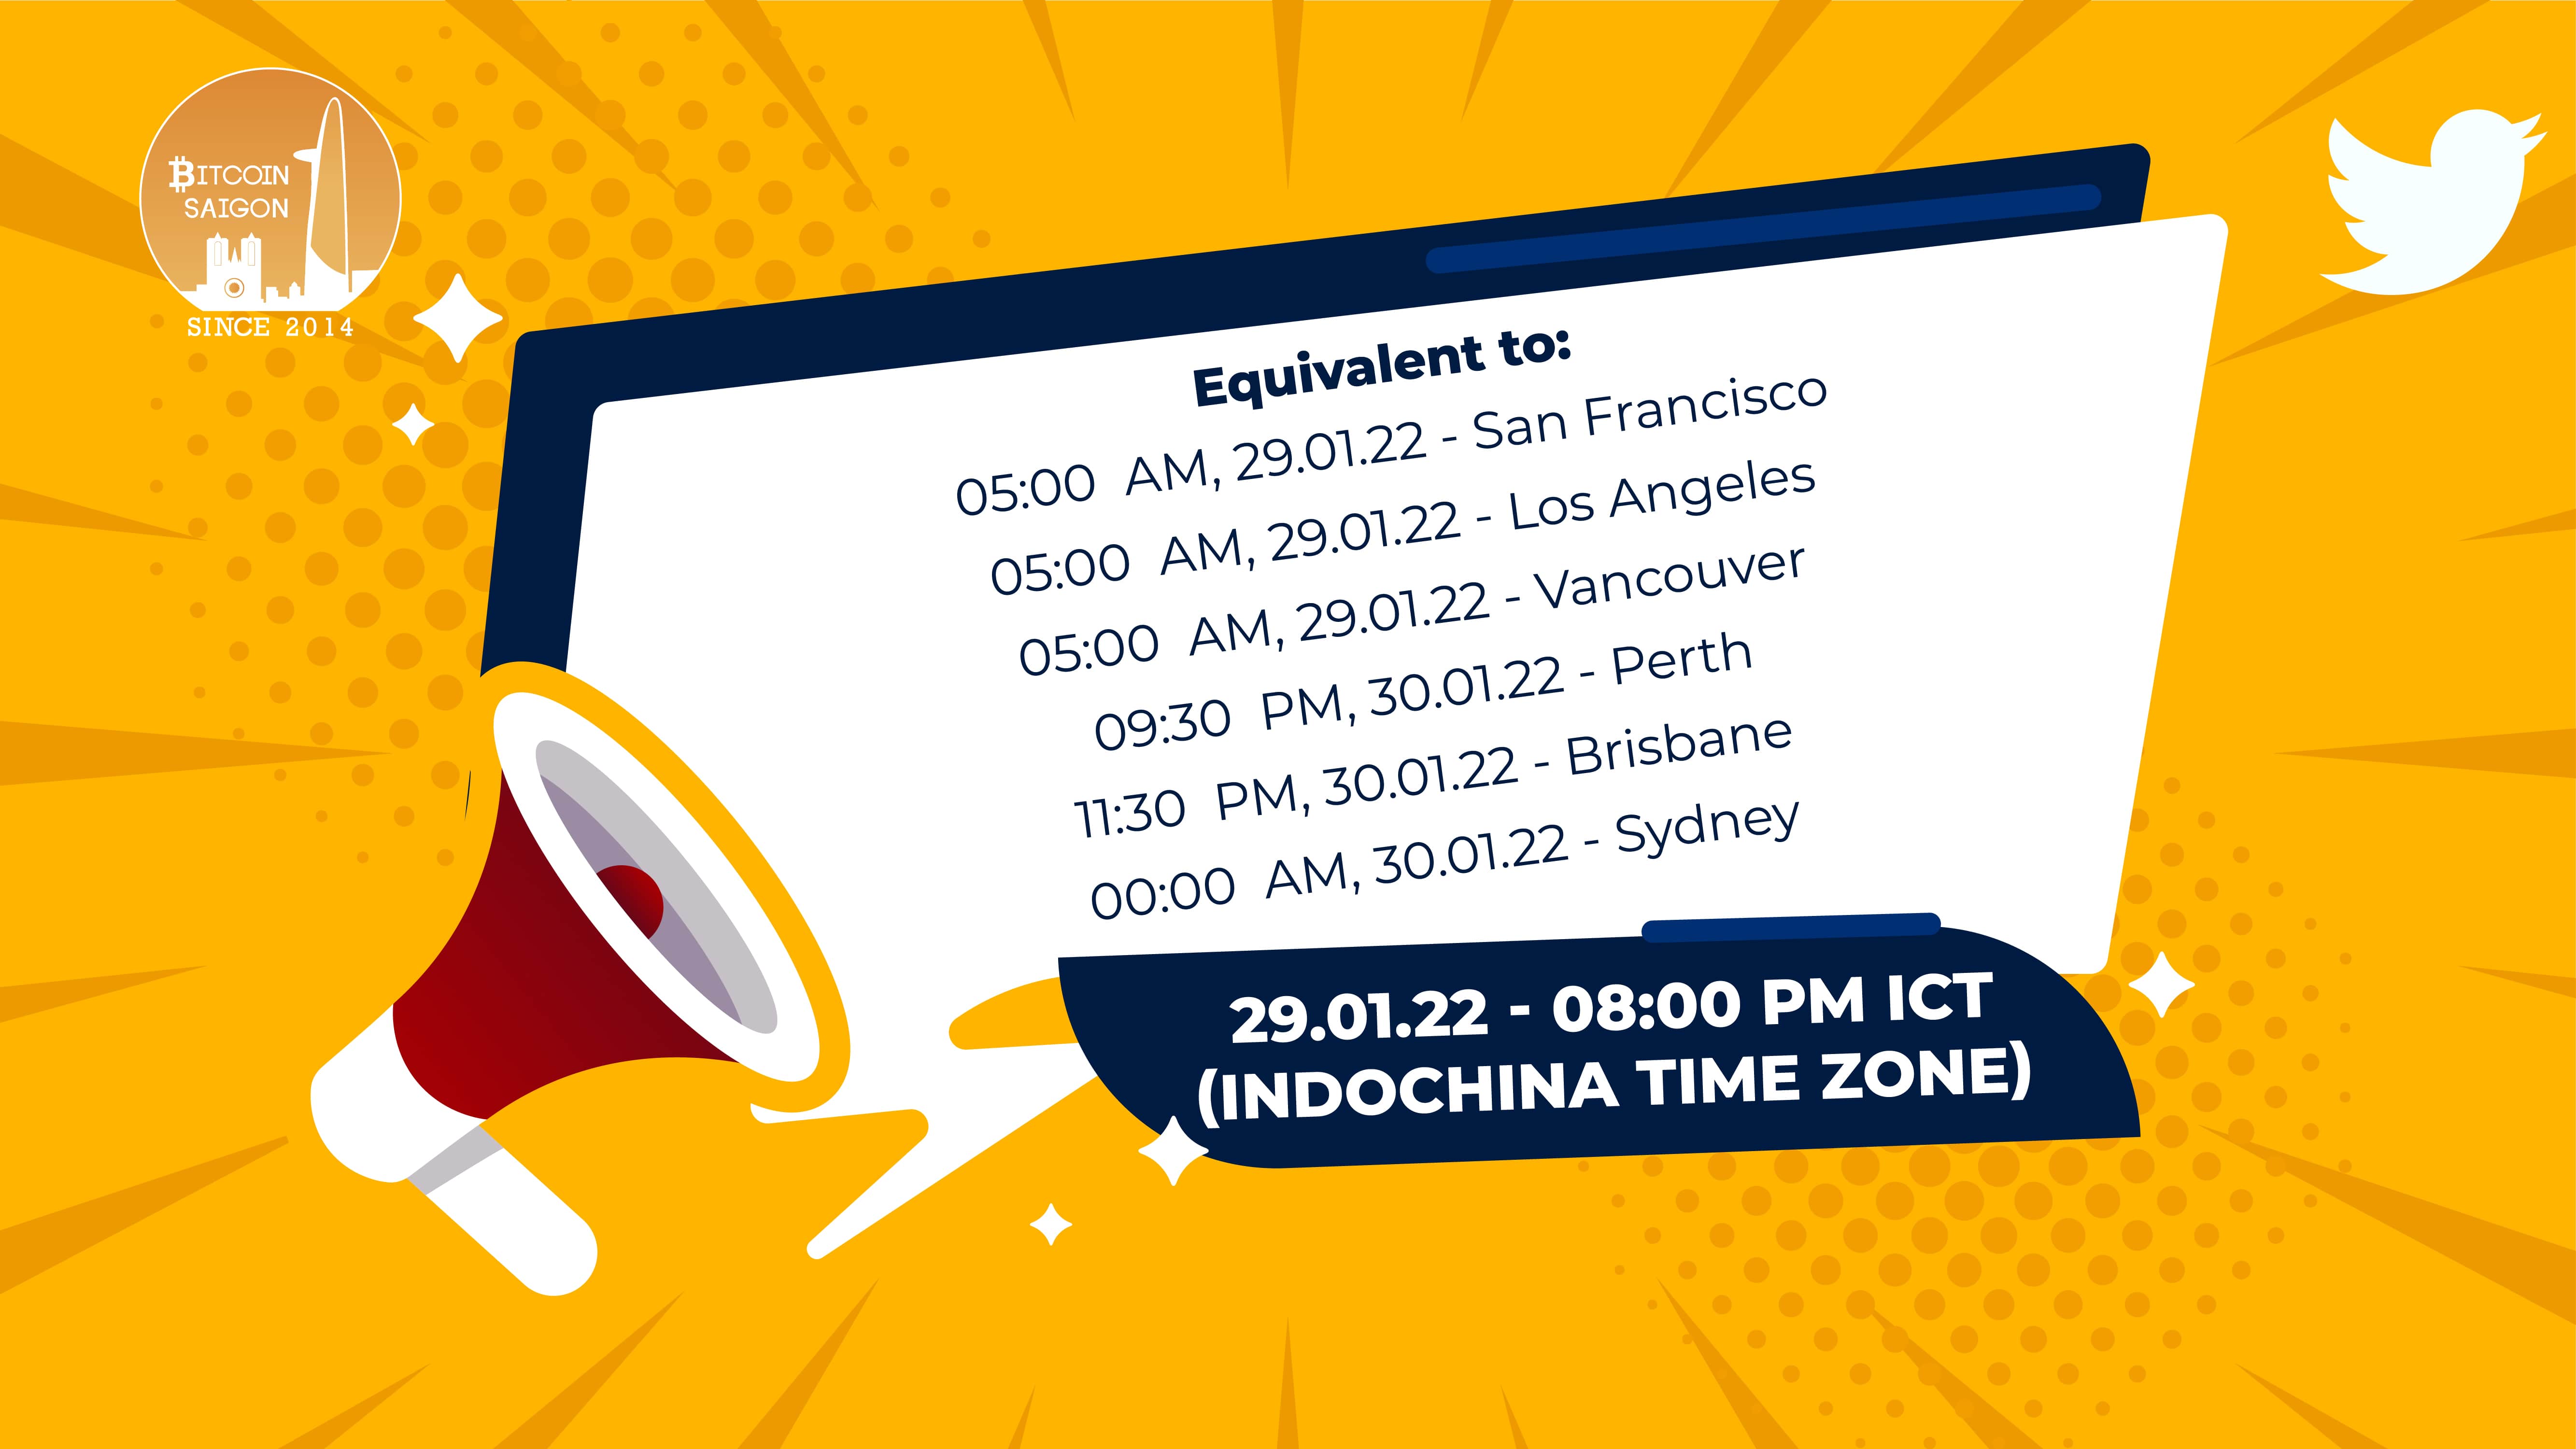 BITCOIN
SAIGON
SINCE 2014
Equivalent to:
05:00 AM, 29.01.22 - San Francisco
05:00 AM, 29.01.22 - Los Angeles
05:00 AM, 29.01.22 - Vancouver
09:30 PM, 30.01.22 - Perth
11:30 PM, 30.01.22 - Brisbane
00:00 AM, 30.01.22 - Sydney
29.01.22 - 08:00 PM ICT
(INDOCHINA TIME ZONE)